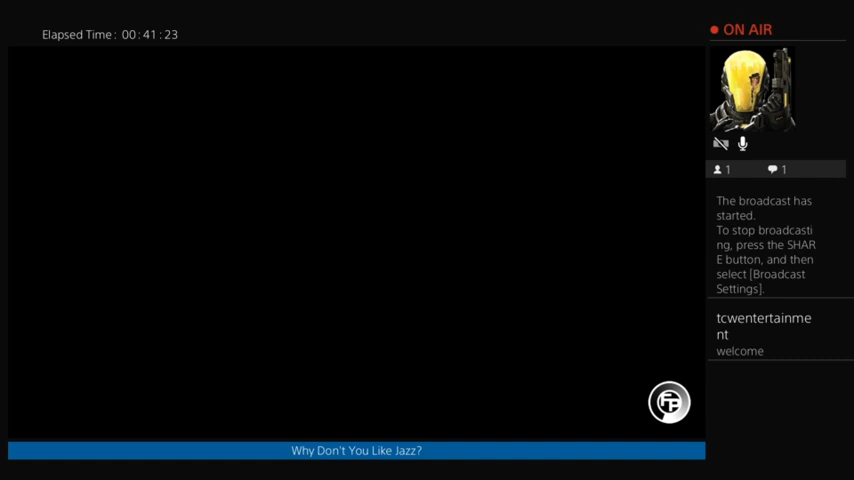 Elapsed Time: 00:41:23
ON AIR
1
1
The broadcast has
started.
To stop broadcasti
ng, press the SHAR
E button, and then
select [Broadcast
Settings].
tcwentertainme
nt
welcome
Why Don't You Like Jazz?